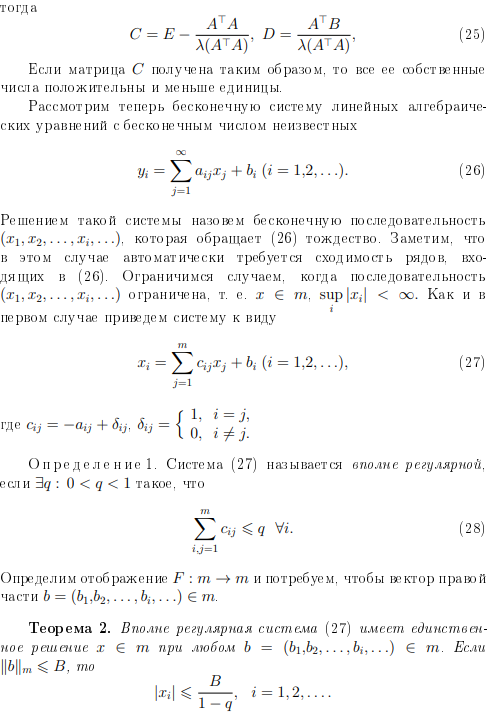 тогда
C = E − A⊤A / λ(A⊤A), D = A⊤B / λ(A⊤A), (25)
Если матрица C получена таким образом, то все ее собственные
числа положительны и меньше единицы.
Рассмотрим теперь бесконечную систему линейных алгебраиче-
ских уравнений с бесконечным числом неизвестных
y_i = ∑_{j=1}^{∞} a_{ij}x_j + b_i (i = 1,2, . . .). (26)
Решением такой системы назовем бесконечную последовательность
(x_1, x_2, . . . , x_i, . . .), которая обращает (26) тождество. Заметим, что
в этом случае автоматически требуется сходимость рядов, вхо-
дящих в (26). Ограничимся случаем, когда последовательность
(x_1, x_2, . . . , x_i, . . .) ограничена, т. е. x ∈ m, sup_i |x_i| < ∞. Как и в
первом случае приведем систему к виду
x_i = ∑_{j=1}^{m} c_{ij}x_j + b_i (i = 1,2, . . .), (27)
где c_{ij} = −a_{ij} + δ_{ij}, δ_{ij} = { 1, i = j,
0, i ≠ j.
Определение 1. Система (27) называется вполне регулярной,
если ∃q : 0 < q < 1 такое, что
∑_{i,j=1}^{m} c_{ij} ⩽ q ∀i. (28)
Определим отображение F : m → m и потребуем, чтобы вектор правой
части b = (b_1,b_2, . . . , b_i, . . .) ∈ m.
Теорема 2. Вполне регулярная система (27) имеет единствен-
ное решение x ∈ m при любом b = (b_1,b_2, . . . , b_i, . . .) ∈ m. Если
‖b‖_m ⩽ B, то
|x_i| ⩽ B / 1 − q, i = 1, 2, . . . .